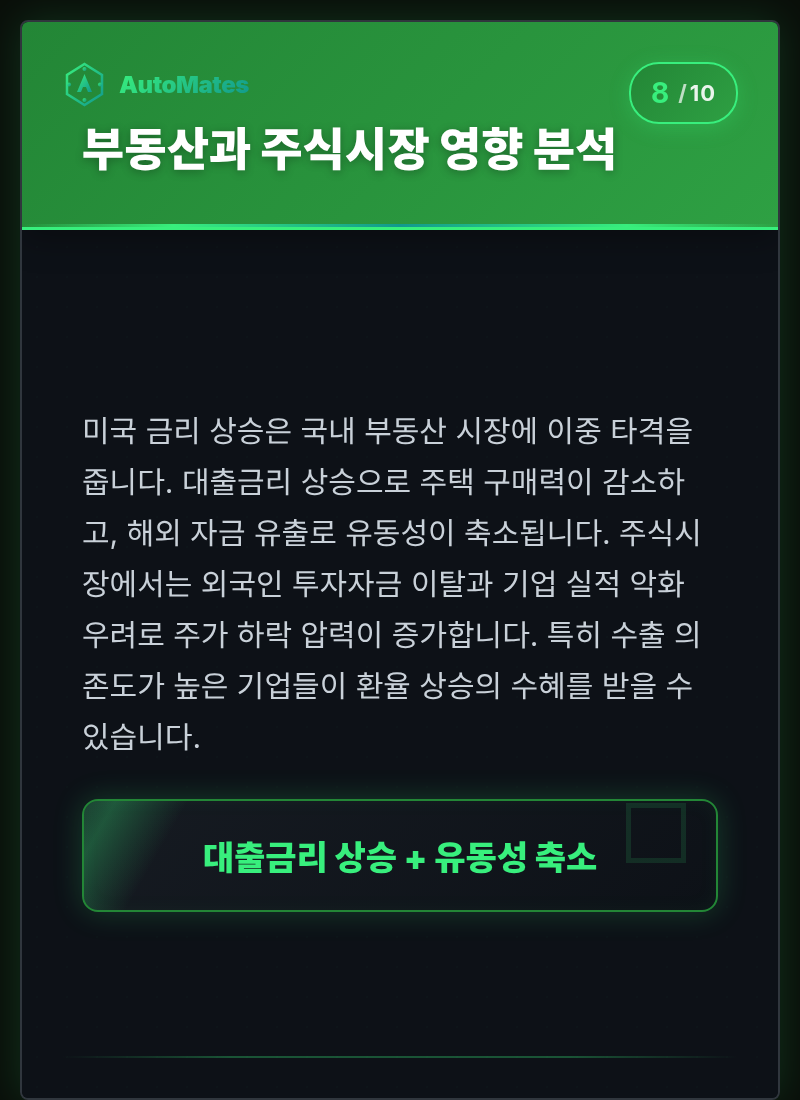 AutoMates
8 /10
부동산과 주식시장 영향 분석
미국 금리 상승은 국내 부동산 시장에 이중 타격을
줍니다. 대출금리 상승으로 주택 구매력이 감소하
고, 해외 자금 유출로 유동성이 축소됩니다. 주식시
장에서는 외국인 투자자금 이탈과 기업 실적 악화
우려로 주가 하락 압력이 증가합니다. 특히 수출 의
존도가 높은 기업들이 환율 상승의 수혜를 받을 수
있습니다.
대출금리 상승 + 유동성 축소